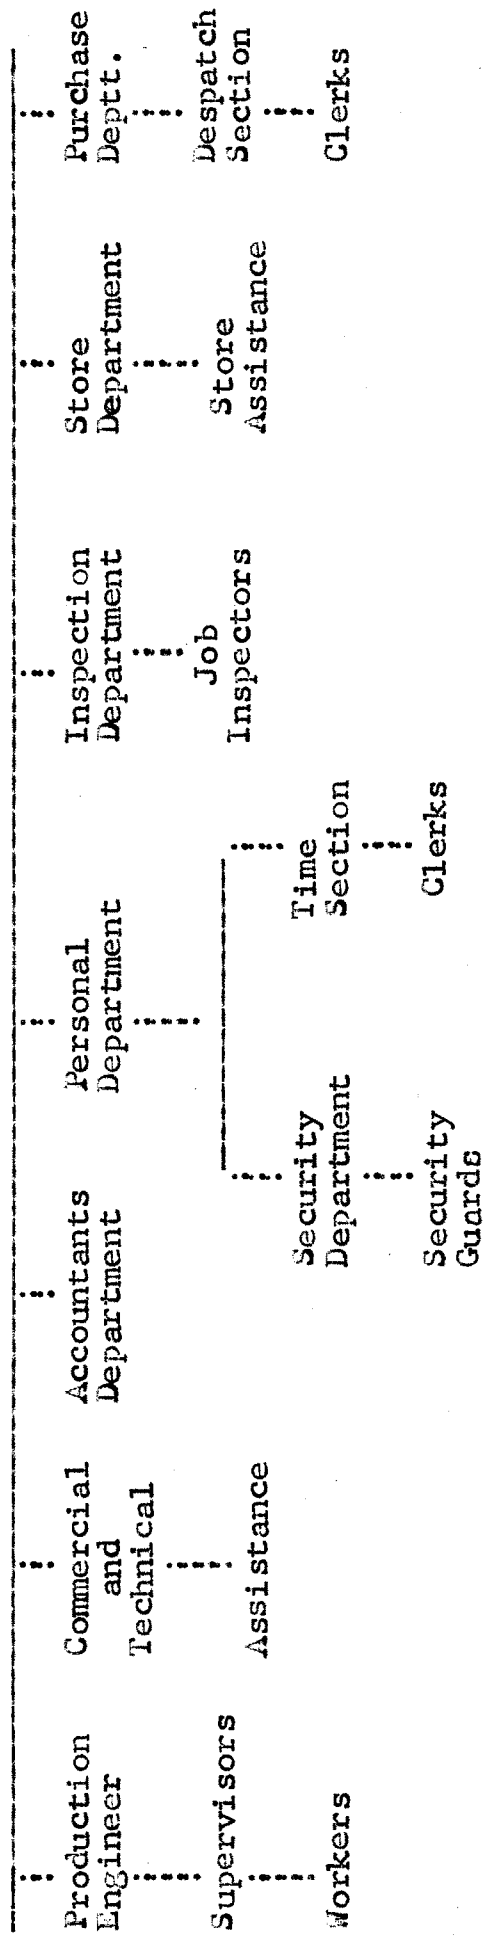 Production
Engineer
Supervisors
Workers
Commercial
and
Technical
Assistance
Accountants
Department
Personal
Department
Security
Department
Security
Guards
Time
Section
Clerks
Inspection
Department
Job
Inspectors
Store
Department
Store
Assistance
Purchase
Deptt.
Despatch
Section
Clerks